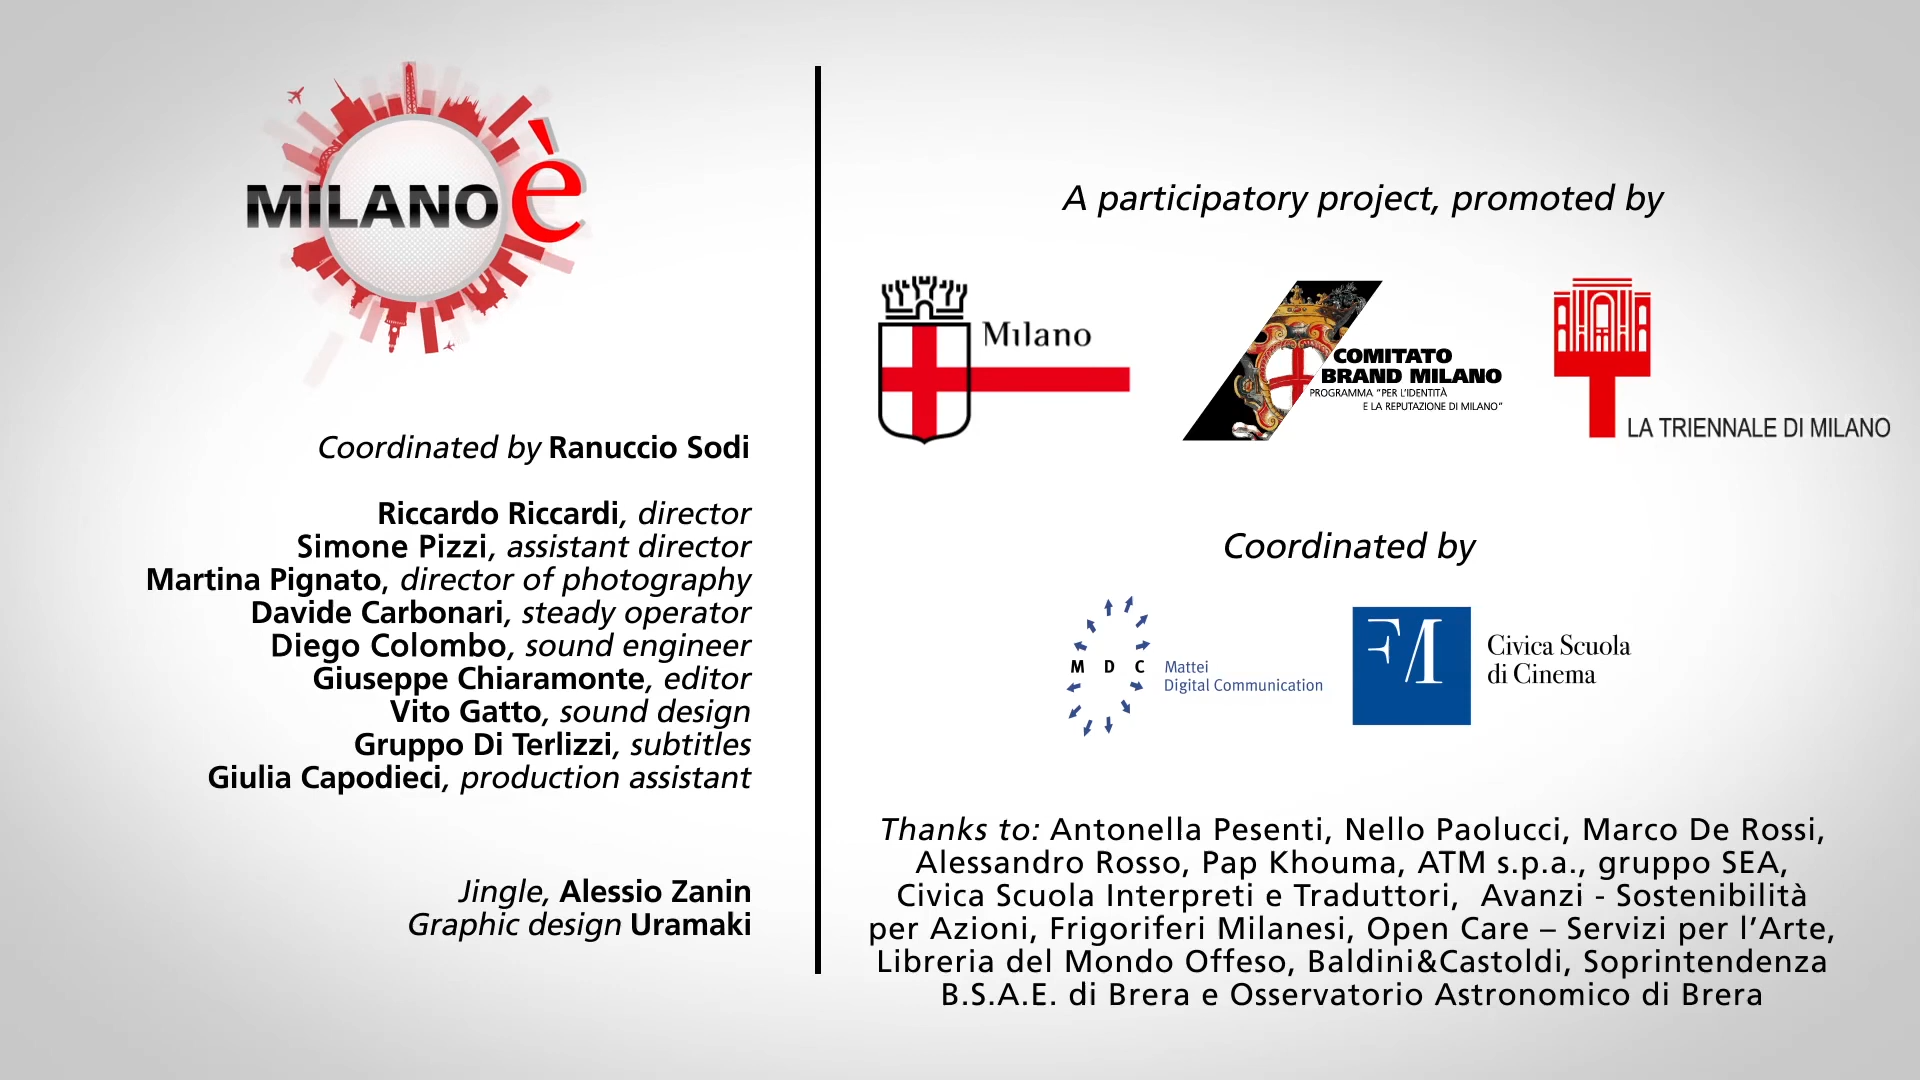 MILANO è
Coordinated by Ranuccio Sodi
Riccardo Riccardi, director
Simone Pizzi, assistant director
Martina Pignato, director of photography
Davide Carbonari, steady operator
Diego Colombo, sound engineer
Giuseppe Chiaramonte, editor
Vito Gatto, sound design
Gruppo Di Terlizzi, subtitles
Giulia Capodieci, production assistant
Jingle, Alessio Zanin
Graphic design Uramaki
A participatory project, promoted by
Milano
COMITATO
BRAND MILANO
PROGRAMMA "PER L'IDENTITÀ
E LA REPUTAZIONE DI MILANO"
LA TRIENNALE DI MILANO
Coordinated by
M D C
Mattei
Digital Communication
FM
Civica Scuola
di Cinema
Thanks to: Antonella Pesenti, Nello Paolucci, Marco De Rossi,
Alessandro Rosso, Pap Khouma, ATM s.p.a., gruppo SEA,
Civica Scuola Interpreti e Traduttori,  Avanzi - Sostenibilità
per Azioni, Frigoriferi Milanesi, Open Care – Servizi per l’Arte,
Libreria del Mondo Offeso, Baldini&Castoldi, Soprintendenza
B.S.A.E. di Brera e Osservatorio Astronomico di Brera